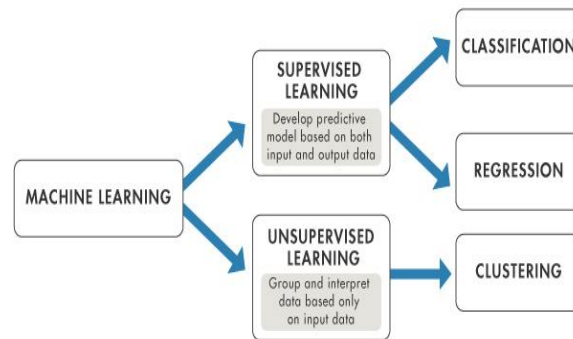 MACHINE LEARNING
SUPERVISED
LEARNING
Develop predictive
model based on both
input and output data
UNSUPERVISED
LEARNING
Group and interpret
data based only
on input data
CLASSIFICATION
REGRESSION
CLUSTERING